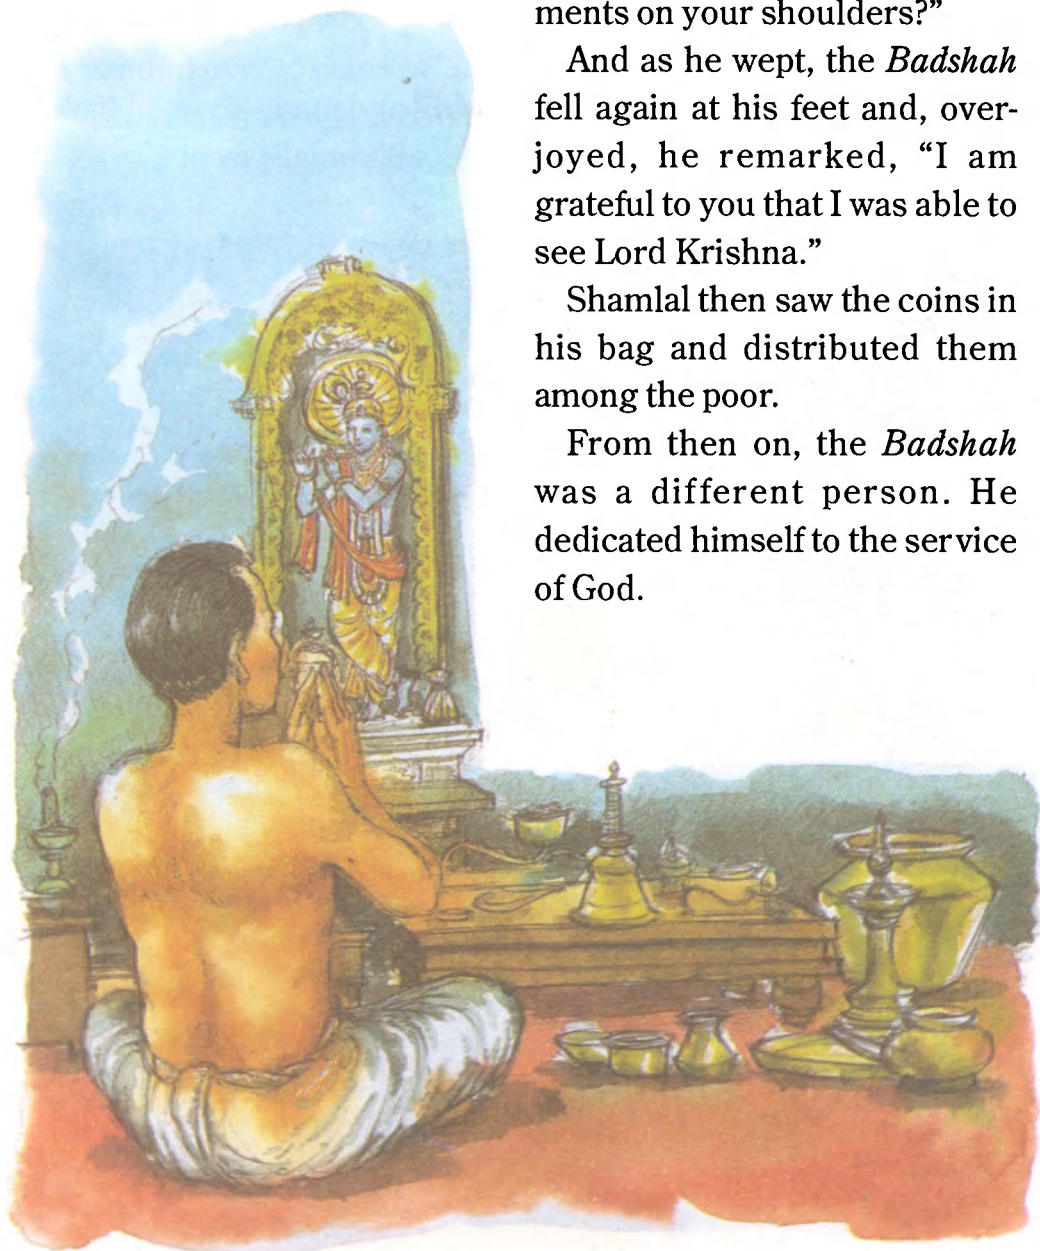 ments on your shoulders?”
And as he wept, the Badshah
fell again at his feet and, over-
joyed, he remarked, “I am
grateful to you that I was able to
see Lord Krishna.”
Shamlal then saw the coins in
his bag and distributed them
among the poor.
From then on, the Badshah
was a different person. He
dedicated himself to the service
of God.